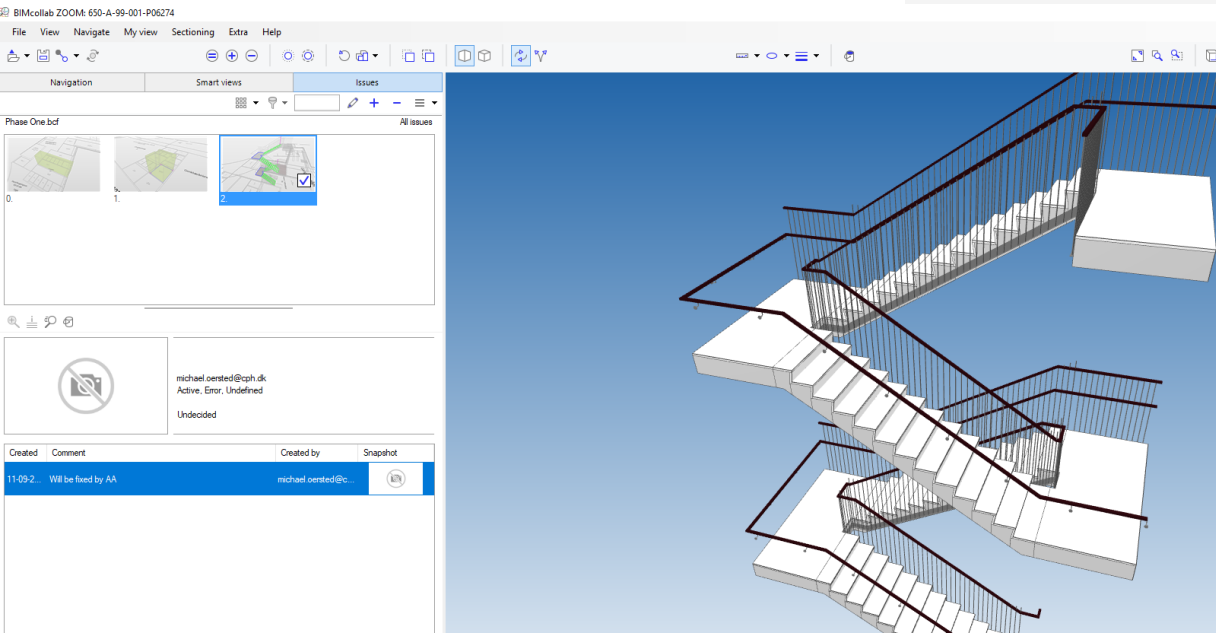 BIMcollab ZOOM: 650-A-99-001-P06274
File View Navigate My view Sectioning Extra Help
Navigation Smart views Issues
Phase One.bcf All issues
0. 1. 2.
michael.oersted@cph.dk
Active, Error, Undefined
Undecided
Created Comment Created by Snapshot
11-09-2... Will be fixed by AA michael.oersted@c...